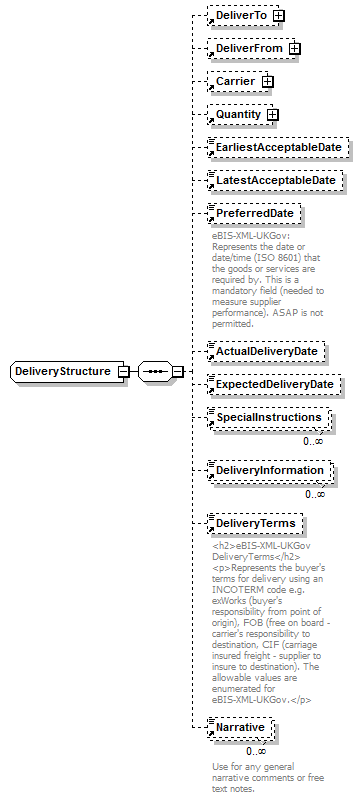 DeliverTo
DeliverFrom
Carrier
Quantity
EarliestAcceptableDate
LatestAcceptableDate
PreferredDate
eBIS-XML-UKGov:
Represents the date or
date/time (ISO 8601) that
the goods or services are
required by. This is a
mandatory field (needed to
measure supplier
performance). ASAP is not
permitted.
DeliveryStructure
ActualDeliveryDate
ExpectedDeliveryDate
SpecialInstructions
0..∞
DeliveryInformation
0..∞
DeliveryTerms
<h2>eBIS-XML-UKGov
DeliveryTerms</h2>
<p>Represents the buyer's
terms for delivery using an
INCOTERM code e.g.
exWorks (buyer's
responsibility from point of
origin), FOB (free on board -
carrier's responsibility to
destination, CIF (carriage
insured freight - supplier to
insure to destination). The
allowable values are
enumerated for
eBIS-XML-UKGov.</p>
Narrative
0..∞
Use for any general
narrative comments or free
text notes.